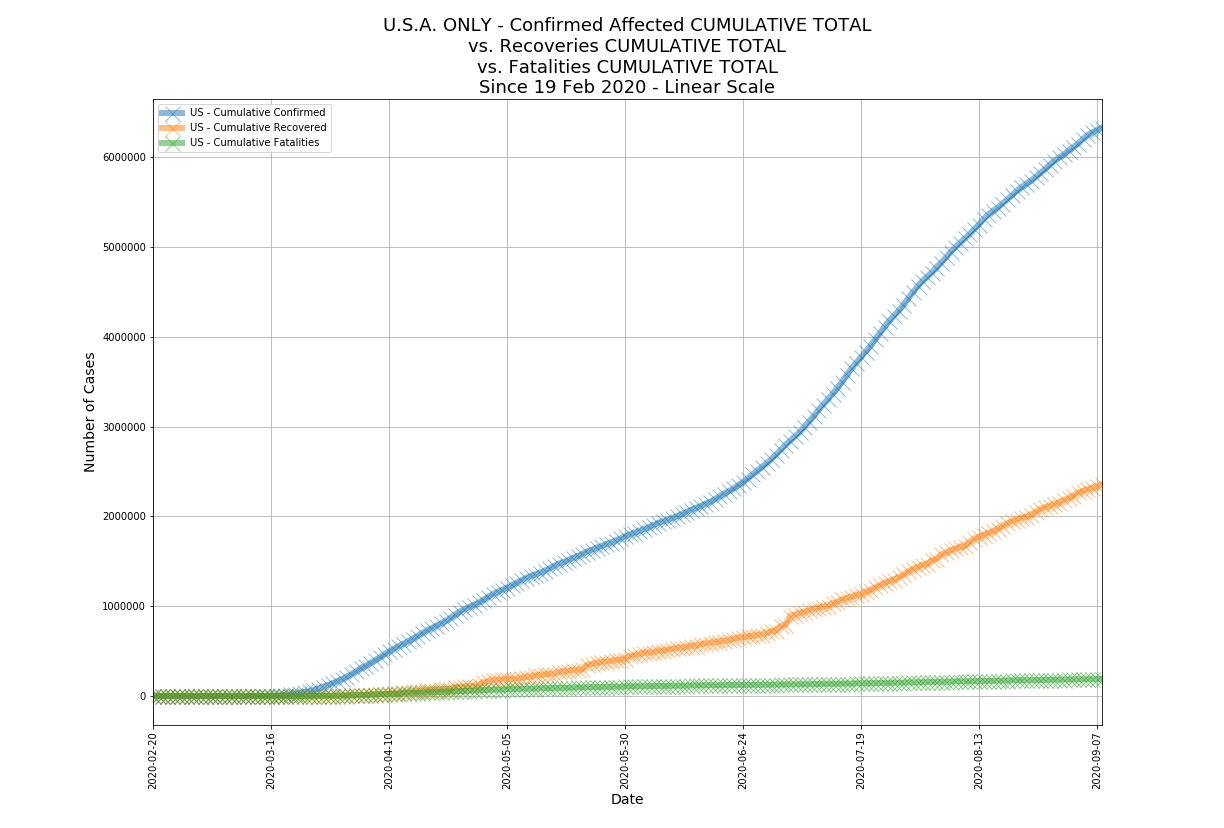 U.S.A. ONLY - Confirmed Affected CUMULATIVE TOTAL
vs. Recoveries CUMULATIVE TOTAL
vs. Fatalities CUMULATIVE TOTAL
Since 19 Feb 2020 - Linear Scale
US - Cumulative Confirmed
US - Cumulative Recovered
US - Cumulative Fatalities
Number of Cases
6000000
5000000
4000000
3000000
2000000
1000000
0
2020-02-20
2020-03-16
2020-04-10
2020-05-05
2020-05-30
2020-06-24
2020-07-19
2020-08-13
2020-09-07
Date